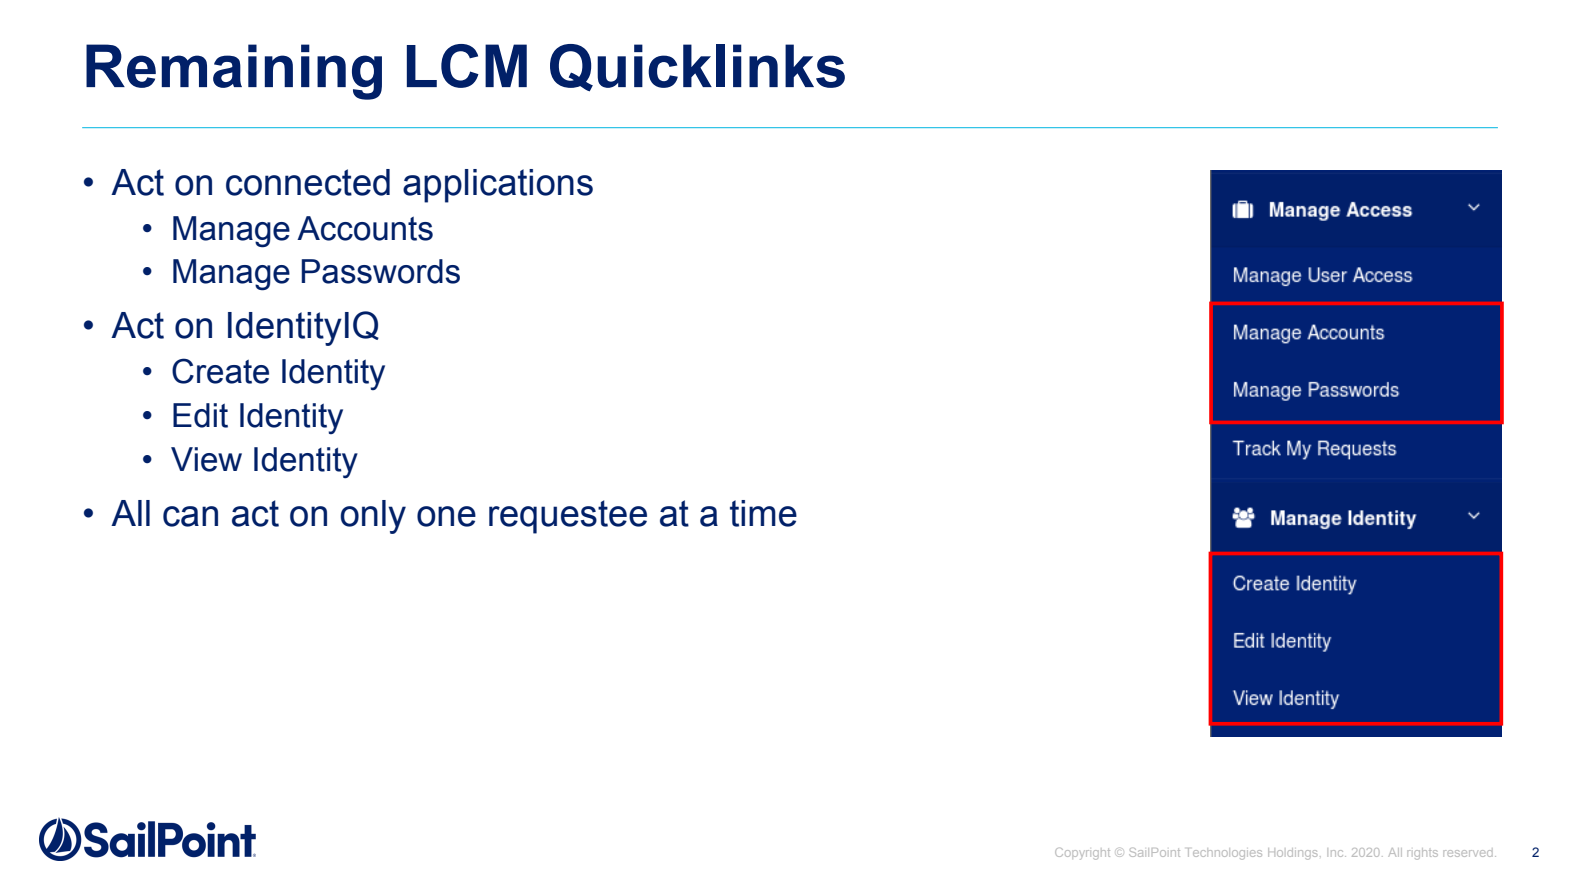 Remaining LCM Quicklinks
• Act on connected applications
• Manage Accounts
• Manage Passwords
• Act on IdentityIQ
• Create Identity
• Edit Identity
• View Identity
• All can act on only one requestee at a time
Manage Access
Manage User Access
Manage Accounts
Manage Passwords
Track My Requests
Manage Identity
Create Identity
Edit Identity
View Identity
SailPoint
Copyright © SailPoint Technologies Holdings, Inc. 2020. All rights reserved.
2